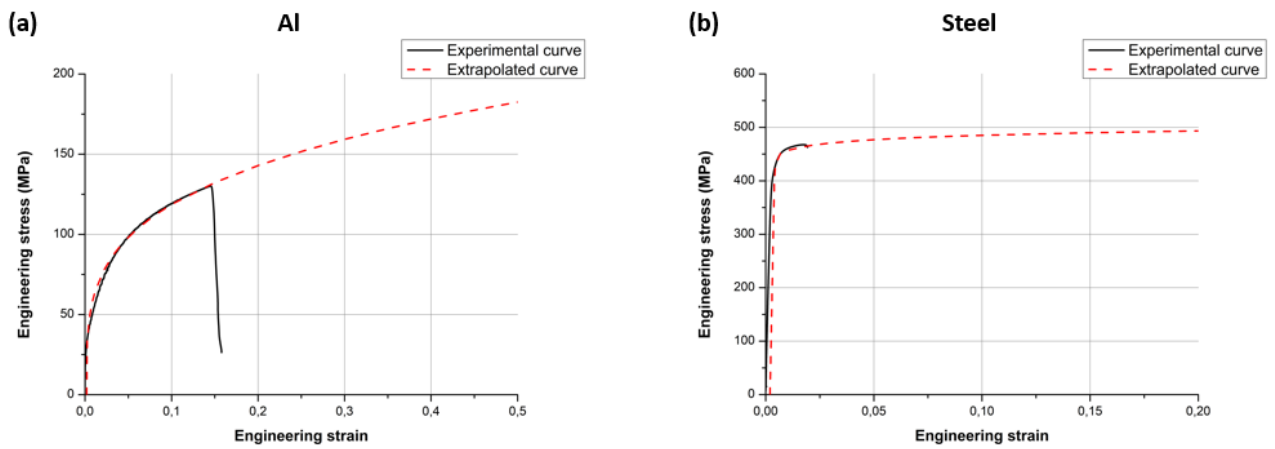 (a)
Al
Experimental curve
Extrapolated curve
Engineering stress (MPa)
200
150
100
50
0
0,0
0,1
0,2
0,3
0,4
0,5
Engineering strain
(b)
Steel
Experimental curve
Extrapolated curve
Engineering stress (MPa)
600
500
400
300
200
100
0
0,00
0,05
0,10
0,15
0,20
Engineering strain